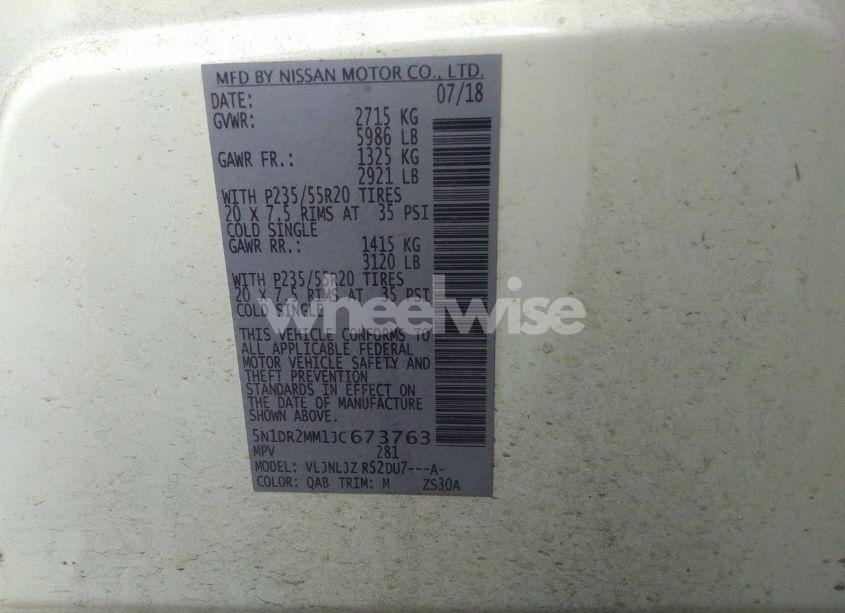 MFD BY NISSAN MOTOR CO., LTD.
DATE: 07/18
GVWR: 2715 KG
5986 LB
GAWR FR.: 1325 KG
2921 LB
WITH P235/55R20 TIRES
20 X 7.5 RIMS AT 35 PSI
COLD SINGLE
GAWR RR.: 1415 KG
3120 LB
WITH P235/55R20 TIRES
20 X 7.5 RIMS AT 35 PSI
COLD SINGLE
wheelwise
THIS VEHICLE CONFORMS TO
ALL APPLICABLE FEDERAL
MOTOR VEHICLE SAFETY AND
THEFT PREVENTION
STANDARDS IN EFFECT ON
THE DATE OF MANUFACTURE
SHOWN ABOVE.
5N1DR2MM1JC673763
MPV 281
MODEL: VLJNLJZ RS2DU7---A-
COLOR: QAB TRIM: M ZS30A